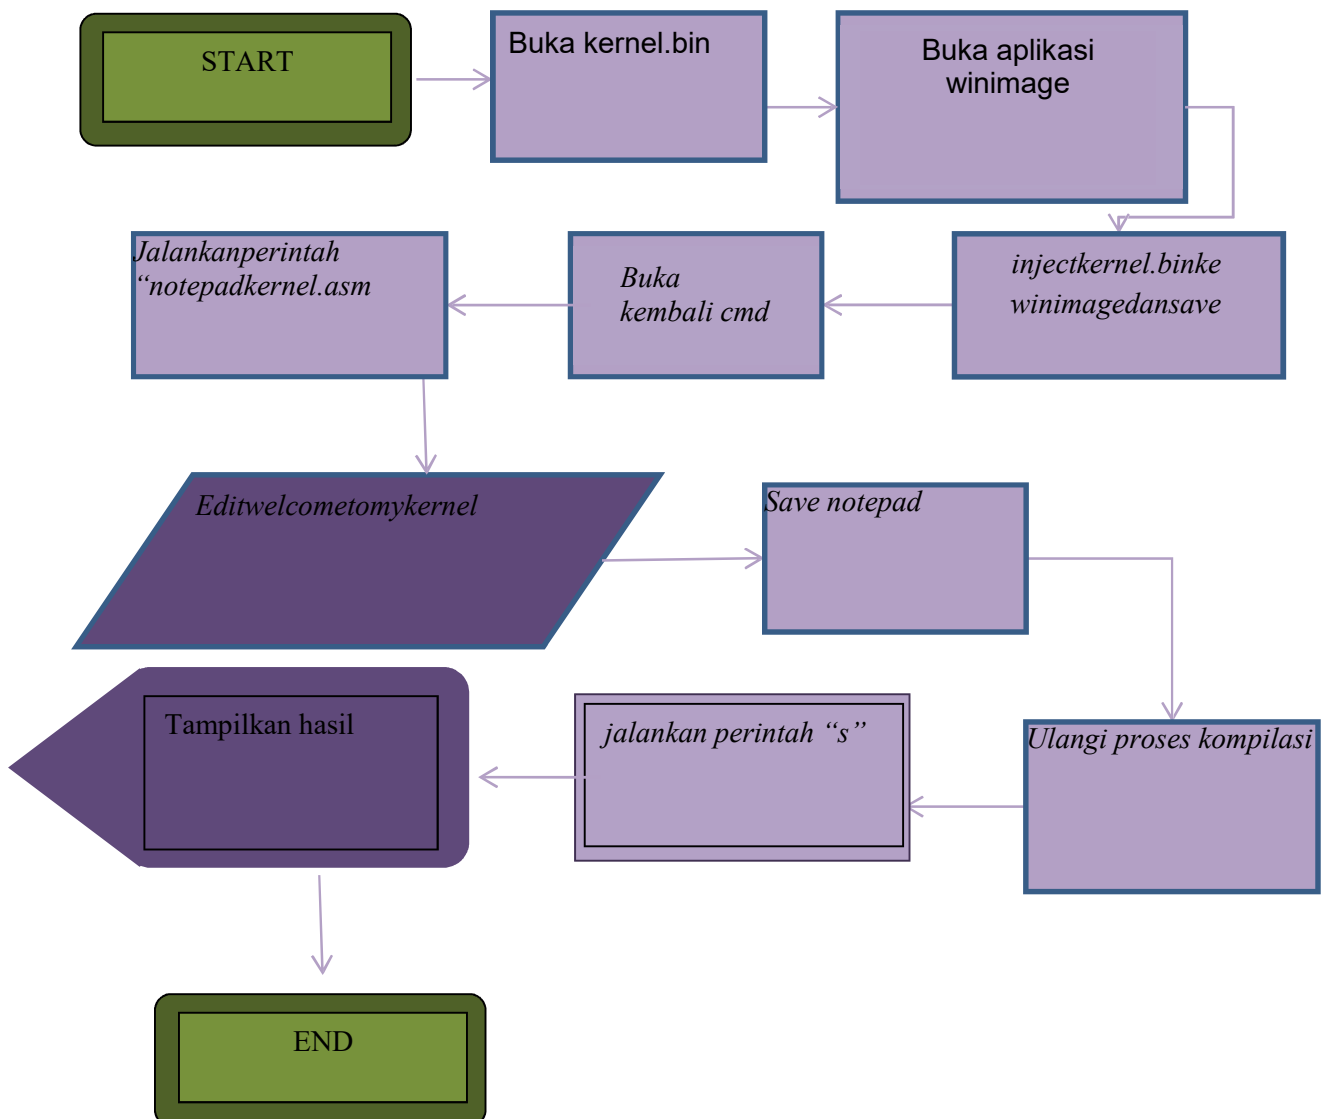 START
Buka kernel.bin
Buka aplikasi
winimage
injectkernel.binke
winimagedansave
Buka
kembali cmd
Jalankanperintah
“notepadkernel.asm
Editwelcometomykernel
Save notepad
Ulangi proses kompilasi
jalankan perintah “s”
Tampilkan hasil
END